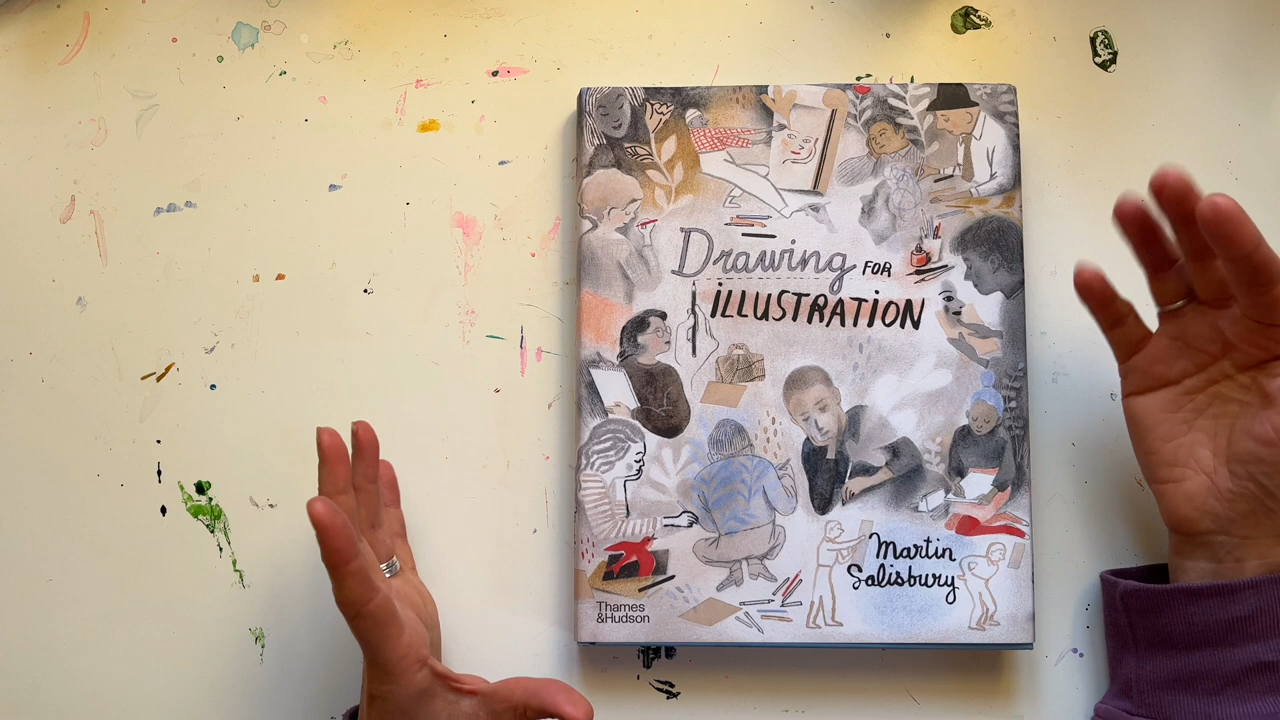 Drawing FOR
iLLUSTRATiON
Martin
Salisbury
Thames
&Hudson